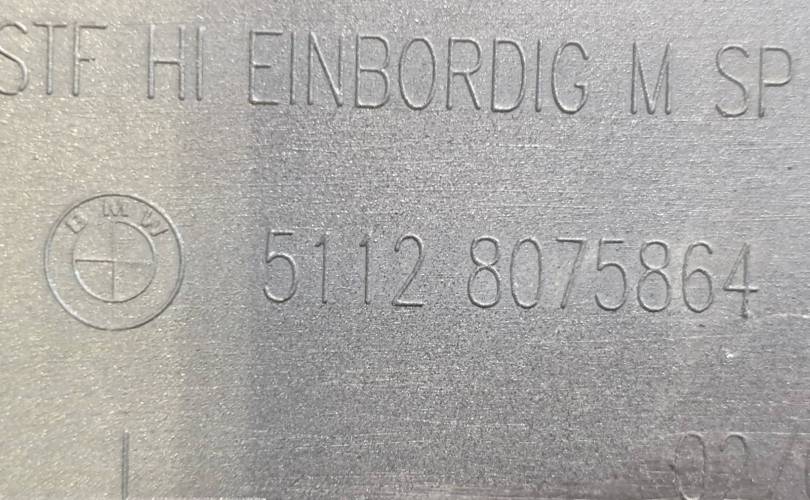 STF HI EINBORDIG M SP
BMW
5112 8075864